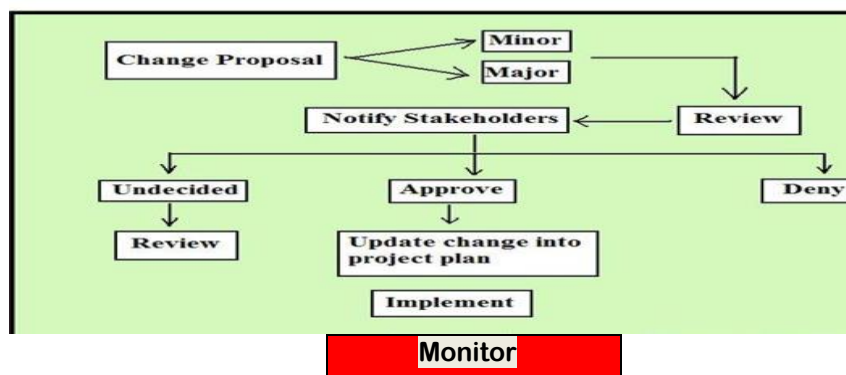 Minor
Change Proposal
Major
Notify Stakeholders
Review
Undecided
Approve
Deny
Review
Update change into
project plan
Implement
Monitor